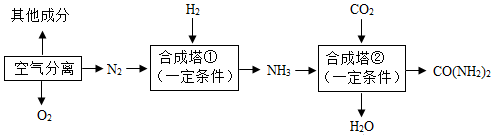 其他成分
H₂
CO₂
空气分离
N₂
合成塔①
（一定条件）
NH₃
合成塔②
（一定条件）
CO(NH₂)₂
O₂
H₂O